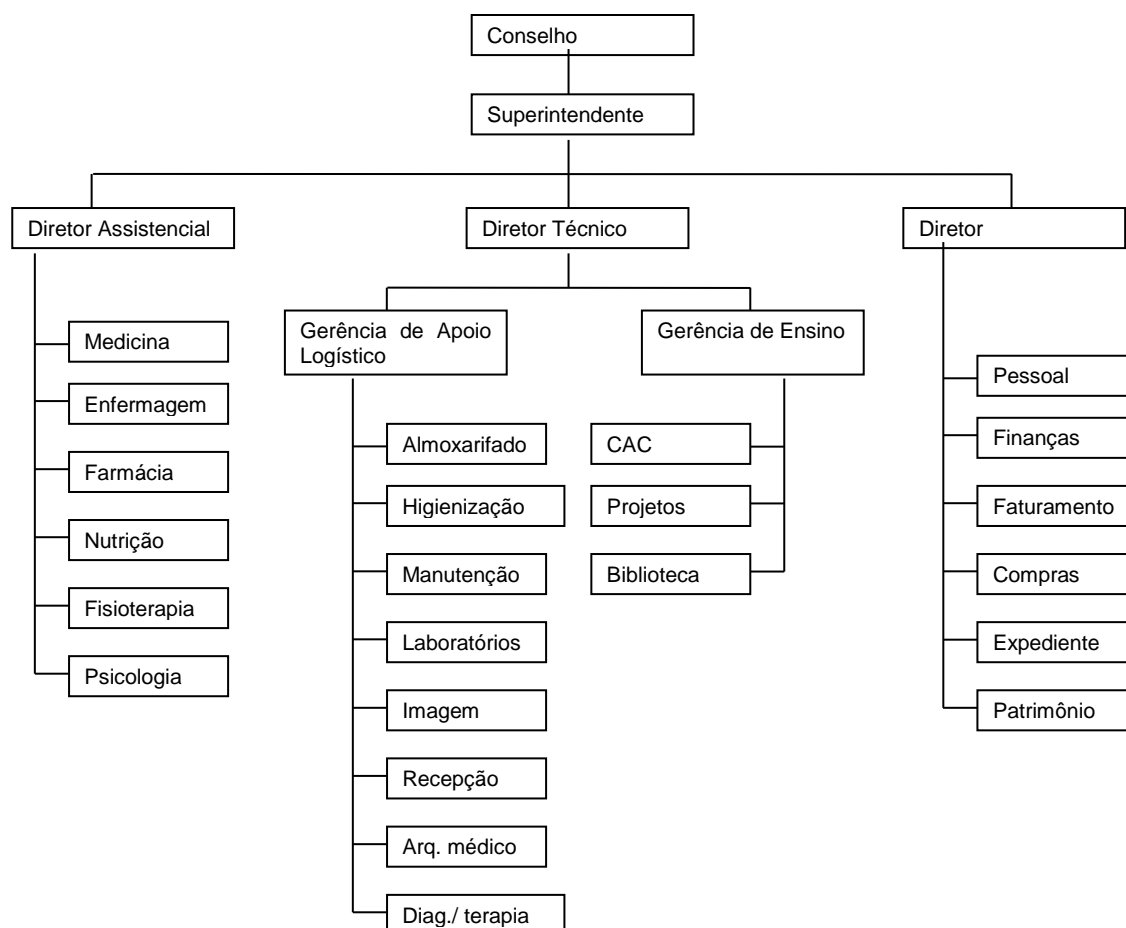 Conselho
Superintendente
Diretor Assistencial
Diretor Técnico
Diretor
Gerência de Apoio
Logístico
Gerência de Ensino
Medicina
Enfermagem
Farmácia
Nutrição
Fisioterapia
Psicologia
Almoxarifado
Higienização
Manutenção
Laboratórios
Imagem
Recepção
Arq. médico
Diag./ terapia
CAC
Projetos
Biblioteca
Pessoal
Finanças
Faturamento
Compras
Expediente
Patrimônio